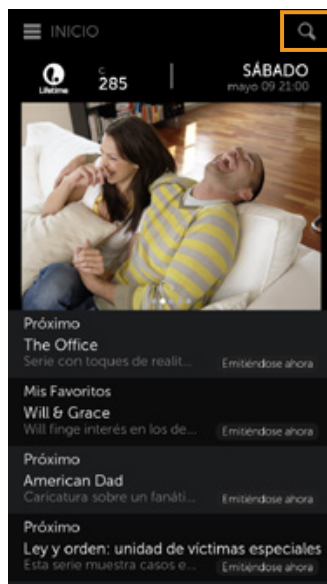 INICIO
Lifetime
C
285
SÁBADO
mayo 09 21:00
Próximo
The Office
Serie con toques de realit...
Emitiéndose ahora
Mis Favoritos
Will & Grace
Will finge interés en los de...
Emitiéndose ahora
Próximo
American Dad
Caricatura sobre un fanáti...
Emitiéndose ahora
Próximo
Ley y orden: unidad de víctimas especiales
Esta serie muestra casos e...
Emitiéndose ahora